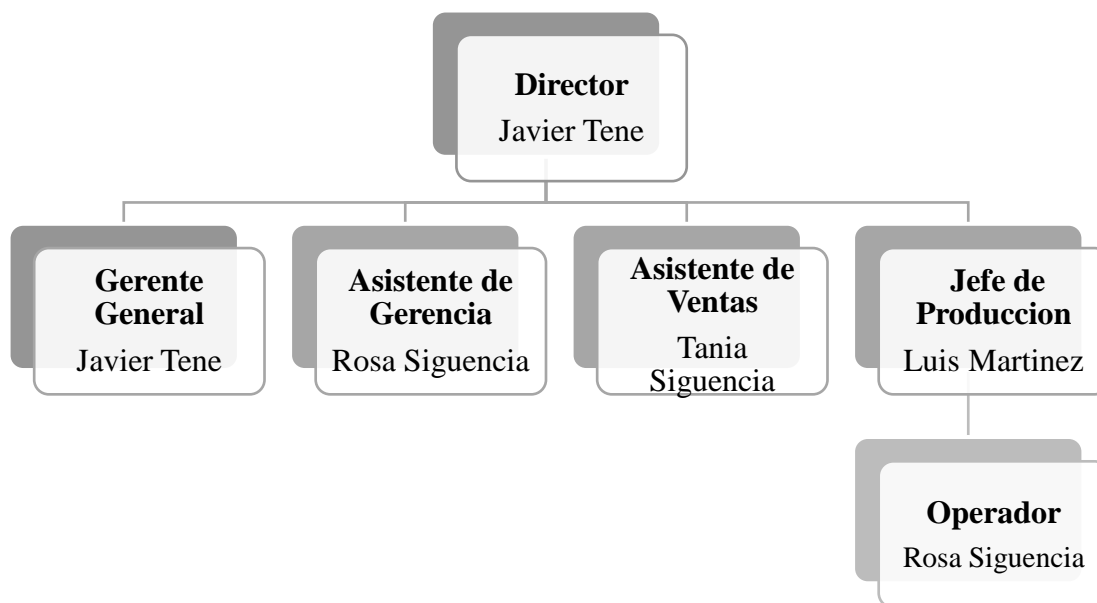 Director
Javier Tene
Gerente
General
Javier Tene
Asistente de
Gerencia
Rosa Siguencia
Asistente de
Ventas
Tania
Siguencia
Jefe de
Produccion
Luis Martinez
Operador
Rosa Siguencia